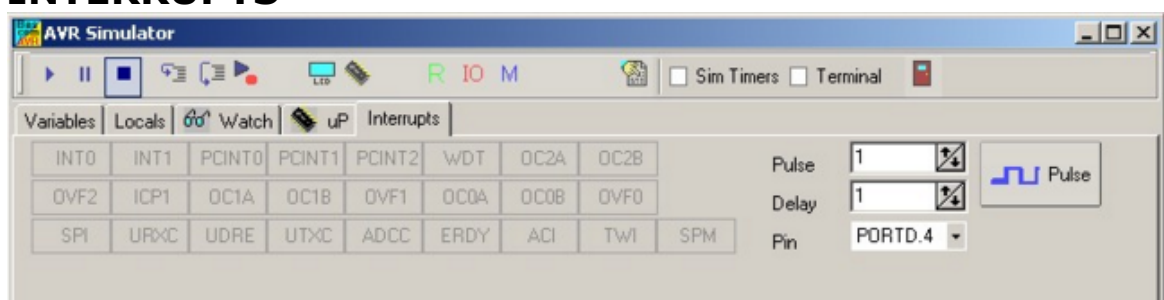 INTERRUPTS
AVR Simulator
LCD R IO M Sim Timers Terminal
Variables Locals Watch uP Interrupts
INT0 INT1 PCINT0 PCINT1 PCINT2 WDT OC2A OC2B
Pulse 1 Pulse
OVF2 ICP1 OC1A OC1B OVF1 OC0A OC0B OVF0
Delay 1
SPI URXC UDRE UTXC ADCC ERDY ACI TWI SPM
Pin PORTD.4